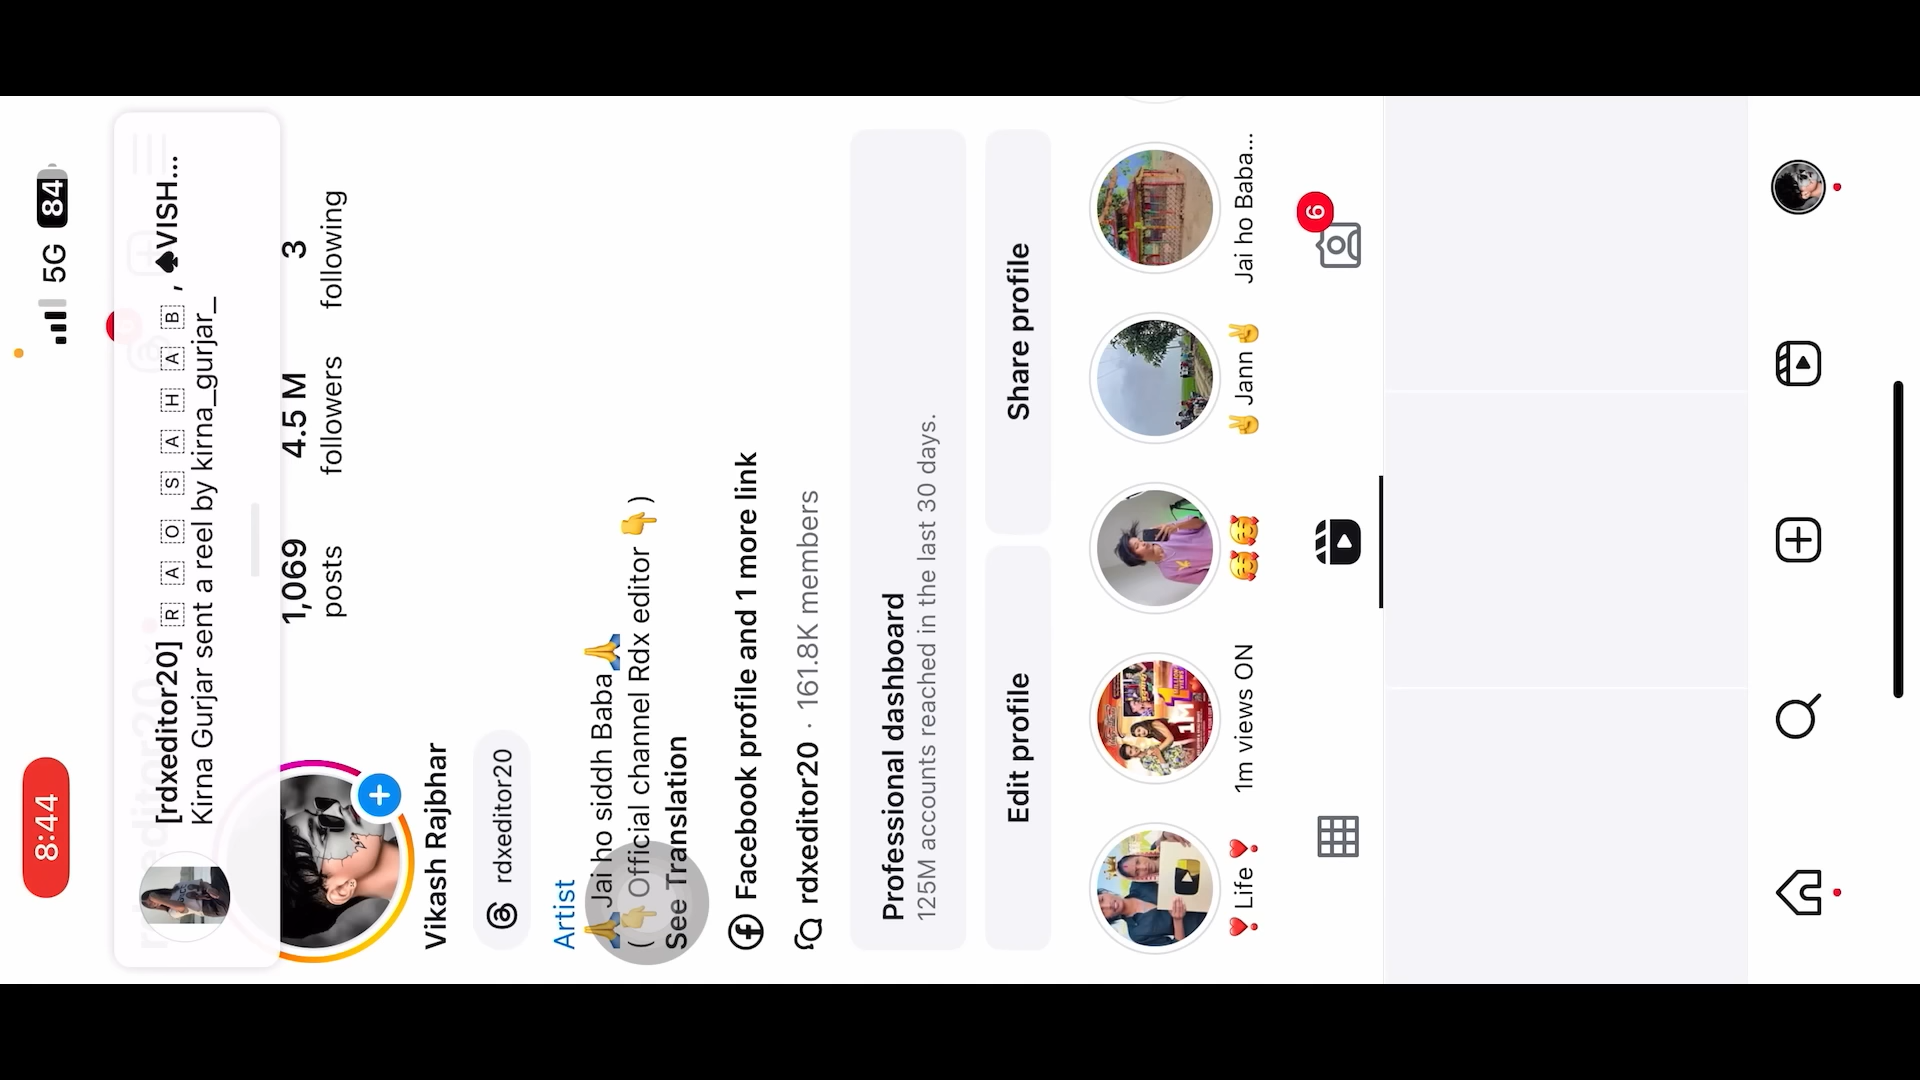 8:44
5G 84
[rdxeditor20] 🅁 🄰 🄾 🅂 🄰 🄷 🄰 🄱 , ♠VISH...
Kirna Gurjar sent a reel by kirna_gurjar_
rdxeditor20
1,069
posts
4.5 M
followers
3
following
Vikash Rajbhar
rdxeditor20
Artist
🙏 Jai ho siddh Baba 🙏
( 👇 Official channel Rdx editor 👇 )
See Translation
Facebook profile and 1 more link
rdxeditor20 · 161.8K members
Professional dashboard
125M accounts reached in the last 30 days.
Edit profile
Share profile
❣️ Life ❣️
1m views ON
🥰 🥰
✌️ Jann ✌️
Jai ho Baba...
6